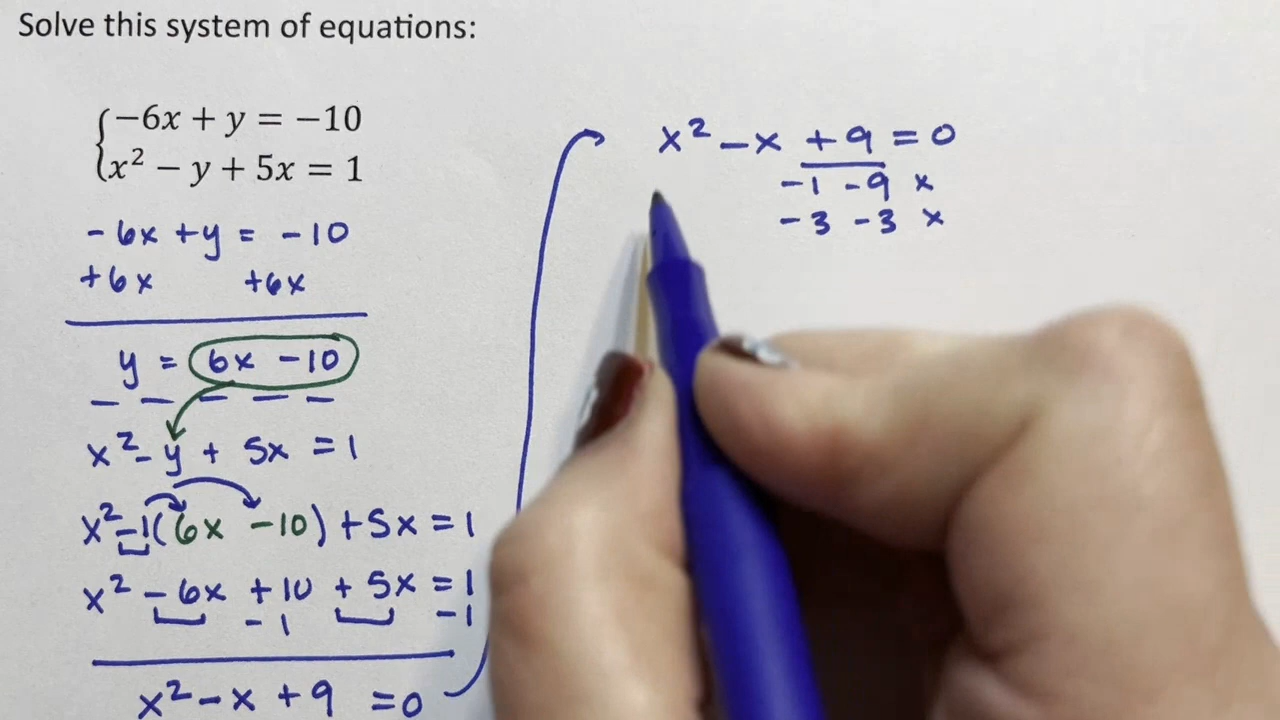 Solve this system of equations:
−6x + y = −10
x² − y + 5x = 1
-6x + y = -10
+6x +6x
y = 6x - 10
x² - y + 5x = 1
x² - 1(6x - 10) + 5x = 1
x² - 6x + 10 + 5x = 1
-1 -1
x² - x + 9 = 0
x² - x + 9 = 0
-1 -9 x
-3 -3 x